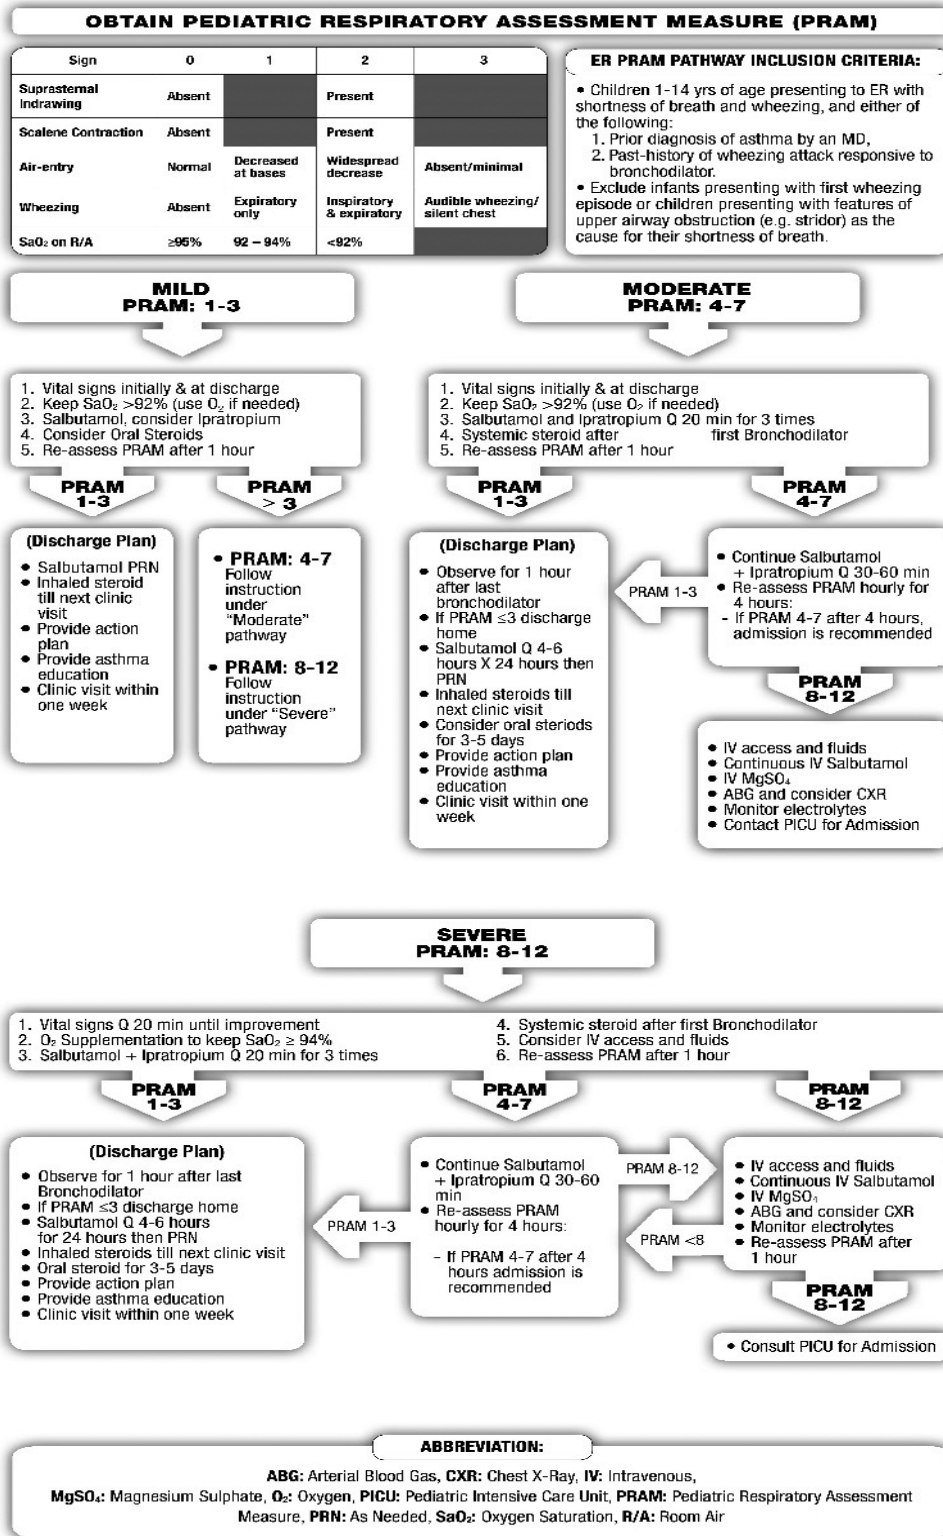 OBTAIN PEDIATRIC RESPIRATORY ASSESSMENT MEASURE (PRAM)
Sign 0 1 2 3
Suprasternal
Indrawing Absent Present
Scalene Contraction Absent Present
Air-entry Normal Decreased
at bases Widespread
decrease Absent/minimal
Wheezing Absent Expiratory
only Inspiratory
& expiratory Audible wheezing/
silent chest
SaO₂ on R/A ≥95% 92 – 94% <92%
ER PRAM PATHWAY INCLUSION CRITERIA:
• Children 1-14 yrs of age presenting to ER with
shortness of breath and wheezing, and either of
the following:
1. Prior diagnosis of asthma by an MD,
2. Past-history of wheezing attack responsive to
bronchodilator.
• Exclude infants presenting with first wheezing
episode or children presenting with features of
upper airway obstruction (e.g. stridor) as the
cause for their shortness of breath.
MILD
PRAM: 1-3
1. Vital signs initially & at discharge
2. Keep SaO₂ >92% (use O₂ if needed)
3. Salbutamol, consider Ipratropium
4. Consider Oral Steroids
5. Re-assess PRAM after 1 hour
PRAM
1-3
PRAM
> 3
(Discharge Plan)
• Salbutamol PRN
• Inhaled steroid
till next clinic
visit
• Provide action
plan
• Provide asthma
education
• Clinic visit within
one week
• PRAM: 4-7
Follow
instruction
under
"Moderate"
pathway
• PRAM: 8-12
Follow
instruction
under "Severe"
pathway
MODERATE
PRAM: 4-7
1. Vital signs initially & at discharge
2. Keep SaO₂ >92% (use O₂ if needed)
3. Salbutamol and Ipratropium Q 20 min for 3 times
4. Systemic steroid after first Bronchodilator
5. Re-assess PRAM after 1 hour
PRAM
1-3
PRAM
4-7
(Discharge Plan)
• Observe for 1 hour
after last
bronchodilator
• If PRAM ≤3 discharge
home
• Salbutamol Q 4-6
hours X 24 hours then
PRN
• Inhaled steroids till
next clinic visit
• Consider oral steriods
for 3-5 days
• Provide action plan
• Provide asthma
education
• Clinic visit within one
week
PRAM 1-3
• Continue Salbutamol
+ Ipratropium Q 30-60 min
• Re-assess PRAM hourly for
4 hours:
- If PRAM 4-7 after 4 hours,
admission is recommended
PRAM
8-12
• IV access and fluids
• Continuous IV Salbutamol
• IV MgSO₄
• ABG and consider CXR
• Monitor electrolytes
• Contact PICU for Admission
SEVERE
PRAM: 8-12
1. Vital signs Q 20 min until improvement
2. O₂ Supplementation to keep SaO₂ ≥ 94%
3. Salbutamol + Ipratropium Q 20 min for 3 times
4. Systemic steroid after first Bronchodilator
5. Consider IV access and fluids
6. Re-assess PRAM after 1 hour
PRAM
1-3
PRAM
4-7
PRAM
8-12
(Discharge Plan)
• Observe for 1 hour after last
Bronchodilator
• If PRAM ≤3 discharge home
• Salbutamol Q 4-6 hours
for 24 hours then PRN
• Inhaled steroids till next clinic visit
• Oral steroid for 3-5 days
• Provide action plan
• Provide asthma education
• Clinic visit within one week
PRAM 1-3
• Continue Salbutamol
+ Ipratropium Q 30-60
min
• Re-assess PRAM
hourly for 4 hours:
- If PRAM 4-7 after 4
hours admission is
recommended
PRAM 8-12
PRAM <8
• IV access and fluids
• Continuous IV Salbutamol
• IV MgSO₄
• ABG and consider CXR
• Monitor electrolytes
• Re-assess PRAM after
1 hour
PRAM
8-12
• Consult PICU for Admission
ABBREVIATION:
ABG: Arterial Blood Gas, CXR: Chest X-Ray, IV: Intravenous,
MgSO₄: Magnesium Sulphate, O₂: Oxygen, PICU: Pediatric Intensive Care Unit, PRAM: Pediatric Respiratory Assessment
Measure, PRN: As Needed, SaO₂: Oxygen Saturation, R/A: Room Air